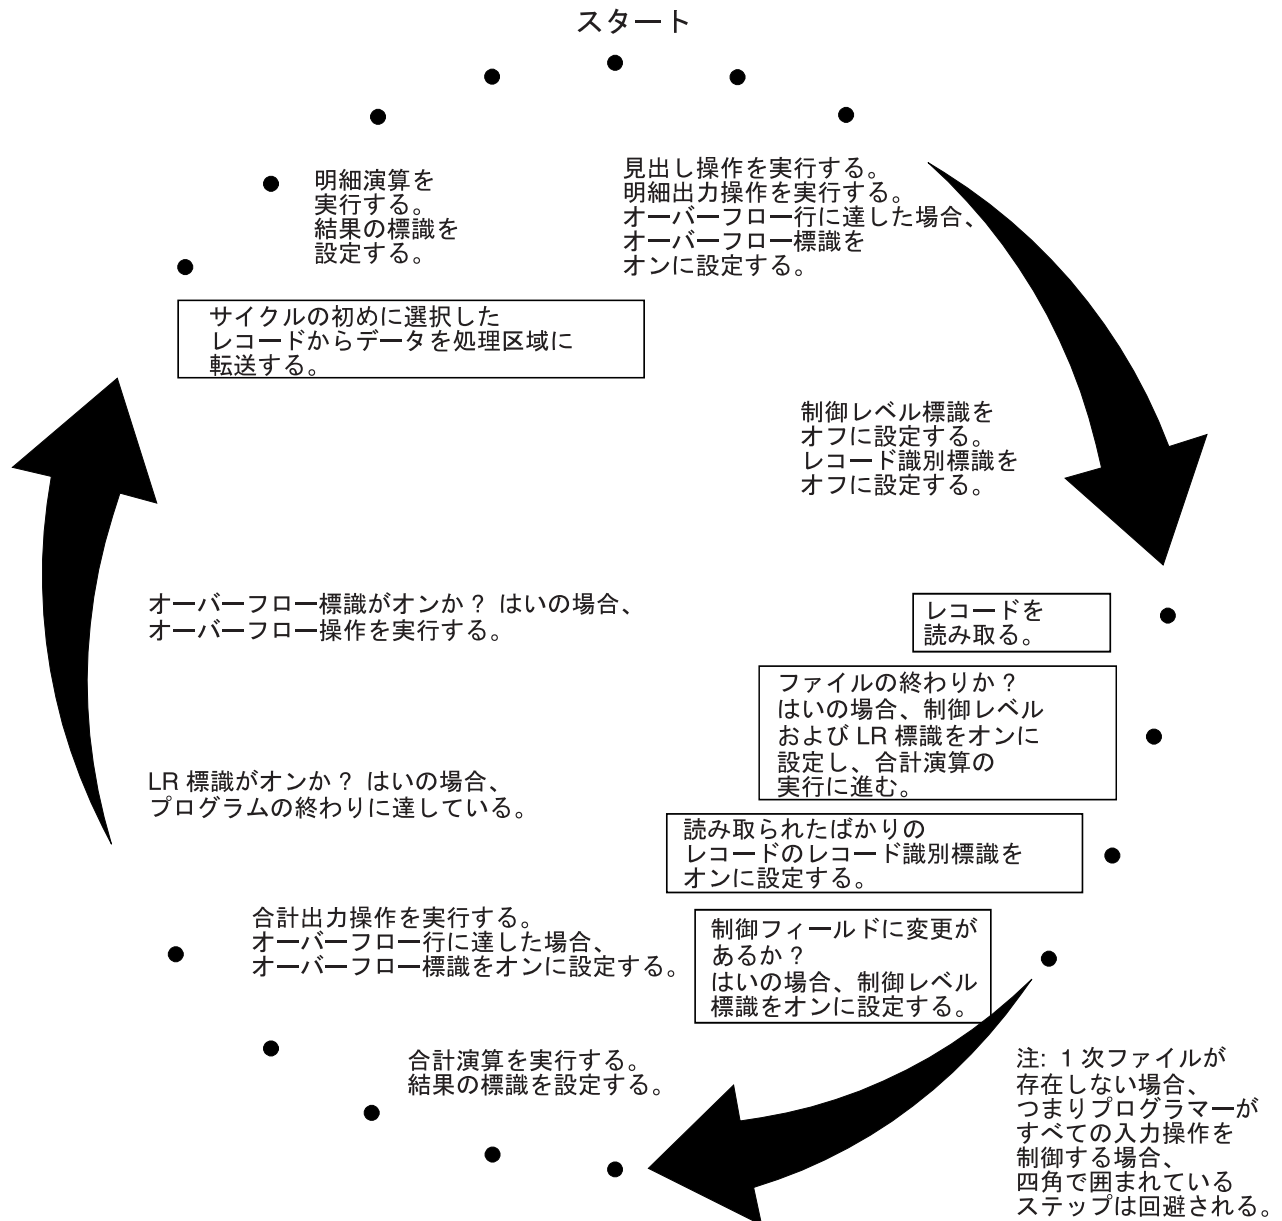 スタート
見出し操作を実行する。
明細出力操作を実行する。
オーバーフロー行に達した場合、
オーバーフロー標識を
オンに設定する。
制御レベル標識を
オフに設定する。
レコード識別標識を
オフに設定する。
レコードを
読み取る。
ファイルの終わりか?
はいの場合、制御レベル
および LR 標識をオンに
設定し、合計演算の
実行に進む。
読み取られたばかりの
レコードのレコード識別標識を
オンに設定する。
制御フィールドに変更が
あるか?
はいの場合、制御レベル
標識をオンに設定する。
合計演算を実行する。
結果の標識を設定する。
合計出力操作を実行する。
オーバーフロー行に達した場合、
オーバーフロー標識をオンに設定する。
LR 標識がオンか? はいの場合、
プログラムの終わりに達している。
オーバーフロー標識がオンか? はいの場合、
オーバーフロー操作を実行する。
サイクルの初めに選択した
レコードからデータを処理区域に
転送する。
明細演算を
実行する。
結果の標識を
設定する。
注: 1 次ファイルが
存在しない場合、
つまりプログラマーが
すべての入力操作を
制御する場合、
四角で囲まれている
ステップは回避される。